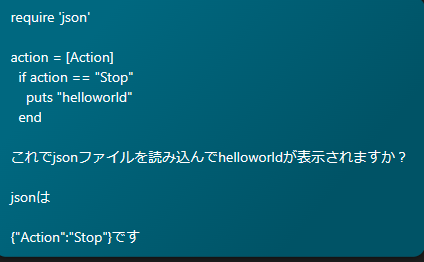 require 'json'
action = [Action]
if action == "Stop"
puts "helloworld"
end
これでjsonファイルを読み込んでhelloworldが表示されますか？
jsonは
{"Action":"Stop"}です